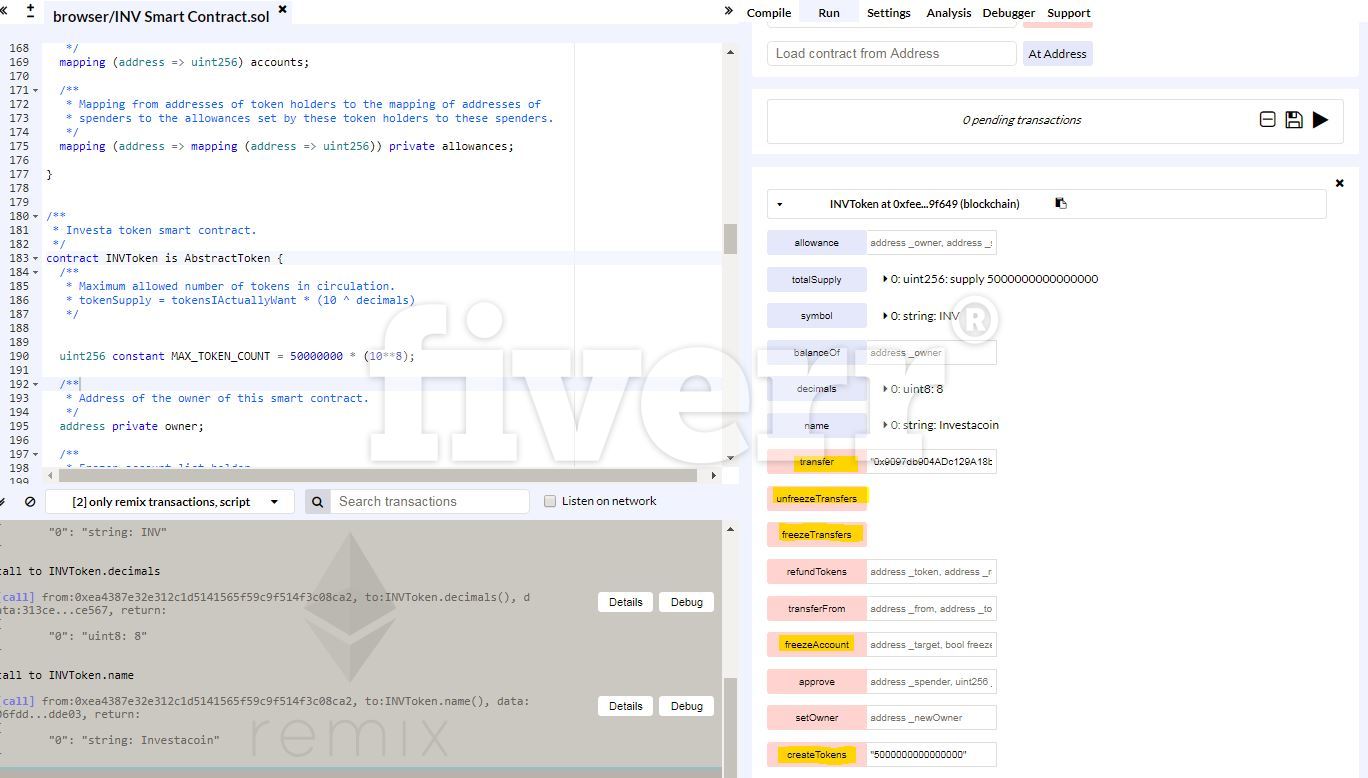 browser/INV Smart Contract.sol
168 */
169 mapping (address => uint256) accounts;
170
171 /**
172 * Mapping from addresses of token holders to the mapping of addresses of
173 * spenders to the allowances set by these token holders to these spenders.
174 */
175 mapping (address => mapping (address => uint256)) private allowances;
176
177 }
178
179
180 /**
181 * Investa token smart contract.
182 */
183 contract INVToken is AbstractToken {
184 /**
185 * Maximum allowed number of tokens in circulation.
186 * tokenSupply = tokensIActuallyWant * (10 ^ decimals)
187 */
188
189
190 uint256 constant MAX_TOKEN_COUNT = 50000000 * (10**8);
191
192 /**
193 * Address of the owner of this smart contract.
194 */
195 address private owner;
196
197 /**
198
199
[2] only remix transactions, script
Search transactions
Listen on network
"0": "string: INV"
call to INVToken.decimals
[call] from:0xea4387e32e312c1d5141565f59c9f514f3c08ca2, to:INVToken.decimals(), d
ata:313ce...ce567, return:
Details
Debug
"0": "uint8: 8"
call to INVToken.name
[call] from:0xea4387e32e312c1d5141565f59c9f514f3c08ca2, to:INVToken.name(), data:
06fdd...dde03, return:
Details
Debug
"0": "string: Investacoin"
remix
Compile Run Settings Analysis Debugger Support
Load contract from Address
At Address
0 pending transactions
INVToken at 0xfee...9f649 (blockchain)
allowance address _owner, address _
totalSupply 0: uint256: supply 5000000000000000
symbol 0: string: INV
balanceOf address _owner
decimals 0: uint8: 8
name 0: string: Investacoin
transfer "0x9097db904ADc129A18b
unfreezeTransfers
freezeTransfers
refundTokens address _token, address _r
transferFrom address _from, address _to
freezeAccount address _target, bool freeze
approve address _spender, uint256 _
setOwner address _newOwner
createTokens "5000000000000000"
fiverr®